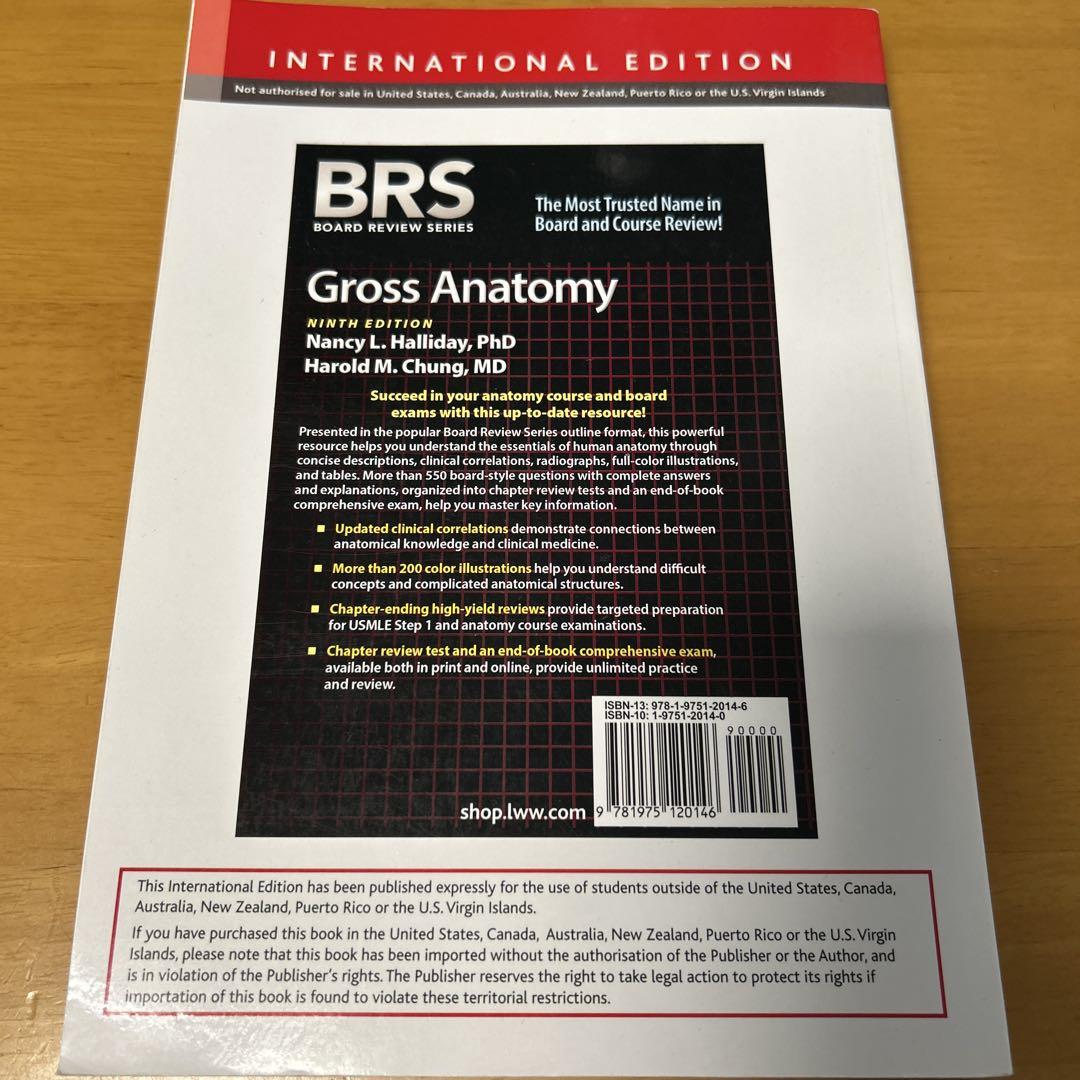 INTERNATIONAL EDITION
Not authorised for sale in United States, Canada, Australia, New Zealand, Puerto Rico or the U.S. Virgin Islands
BRS
BOARD REVIEW SERIES
The Most Trusted Name in
Board and Course Review!
Gross Anatomy
NINTH EDITION
Nancy L. Halliday, PhD
Harold M. Chung, MD
Succeed in your anatomy course and board
exams with this up-to-date resource!
Presented in the popular Board Review Series outline format, this powerful
resource helps you understand the essentials of human anatomy through
concise descriptions, clinical correlations, radiographs, full-color illustrations,
and tables. More than 550 board-style questions with complete answers
and explanations, organized into chapter review tests and an end-of-book
comprehensive exam, help you master key information.
■ Updated clinical correlations demonstrate connections between
anatomical knowledge and clinical medicine.
■ More than 200 color illustrations help you understand difficult
concepts and complicated anatomical structures.
■ Chapter-ending high-yield reviews provide targeted preparation
for USMLE Step 1 and anatomy course examinations.
■ Chapter review test and an end-of-book comprehensive exam,
available both in print and online, provide unlimited practice
and review.
ISBN-13: 978-1-9751-2014-6
ISBN-10: 1-9751-2014-0
90000
9 781975 120146
shop.lww.com
This International Edition has been published expressly for the use of students outside of the United States, Canada,
Australia, New Zealand, Puerto Rico or the U.S. Virgin Islands.
If you have purchased this book in the United States, Canada, Australia, New Zealand, Puerto Rico or the U.S. Virgin
Islands, please note that this book has been imported without the authorisation of the Publisher or the Author, and
is in violation of the Publisher's rights. The Publisher reserves the right to take legal action to protect its rights if
importation of this book is found to violate these territorial restrictions.